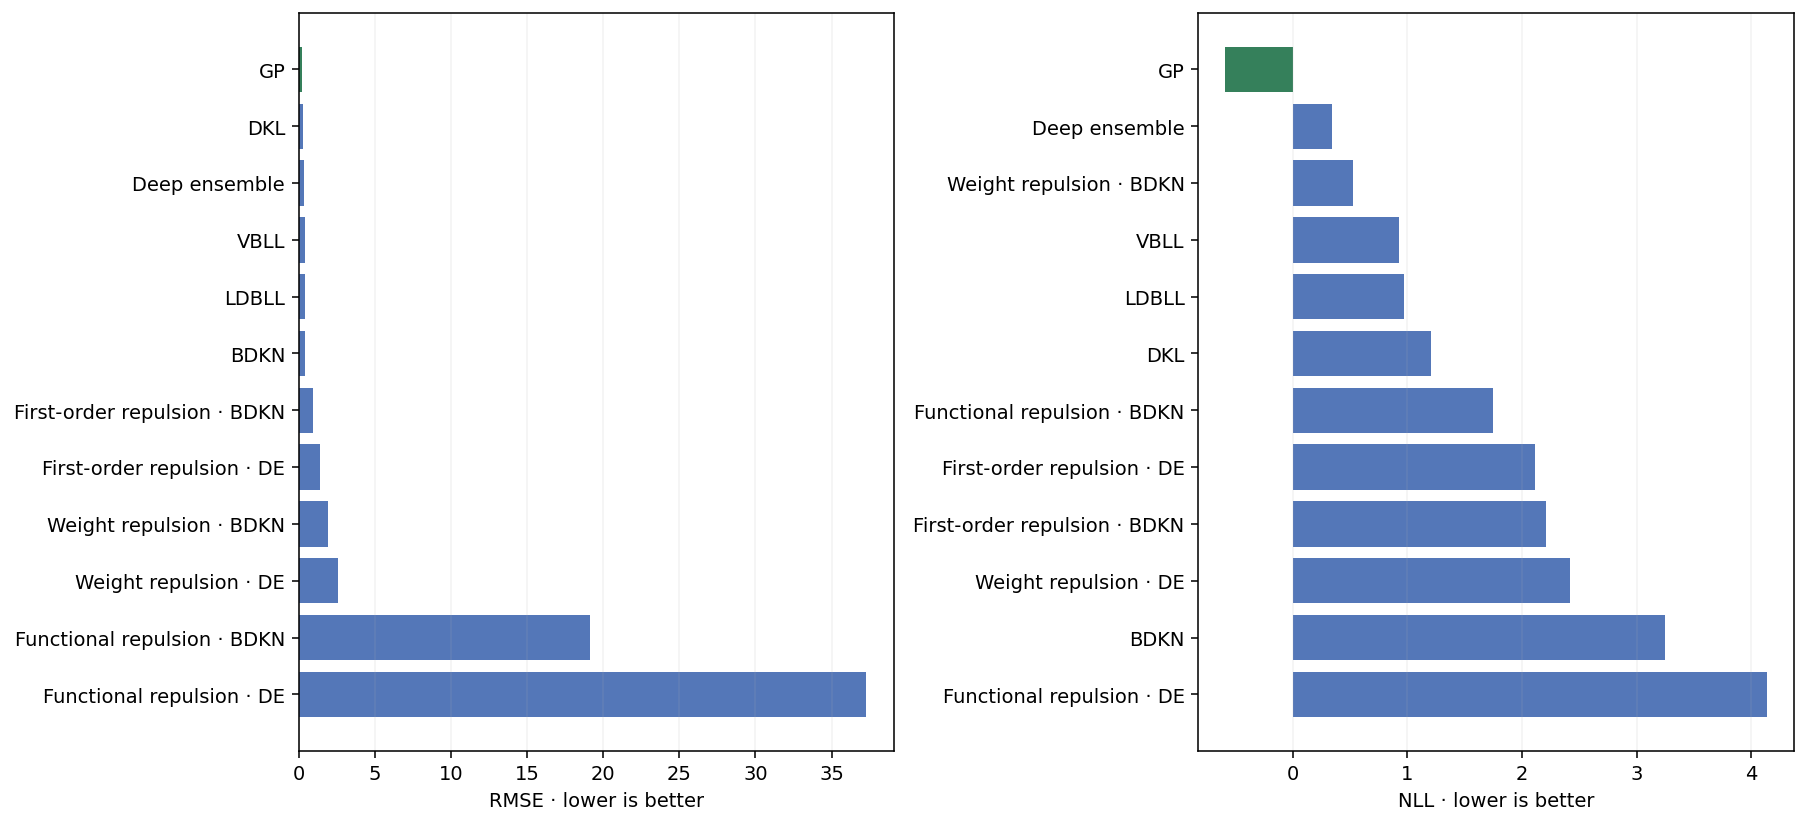 GP
DKL
Deep ensemble
VBLL
LDBLL
BDKN
First-order repulsion · BDKN
First-order repulsion · DE
Weight repulsion · BDKN
Weight repulsion · DE
Functional repulsion · BDKN
Functional repulsion · DE
0 5 10 15 20 25 30 35
RMSE · lower is better
GP
Deep ensemble
Weight repulsion · BDKN
VBLL
LDBLL
DKL
Functional repulsion · BDKN
First-order repulsion · DE
First-order repulsion · BDKN
Weight repulsion · DE
BDKN
Functional repulsion · DE
0 1 2 3 4
NLL · lower is better